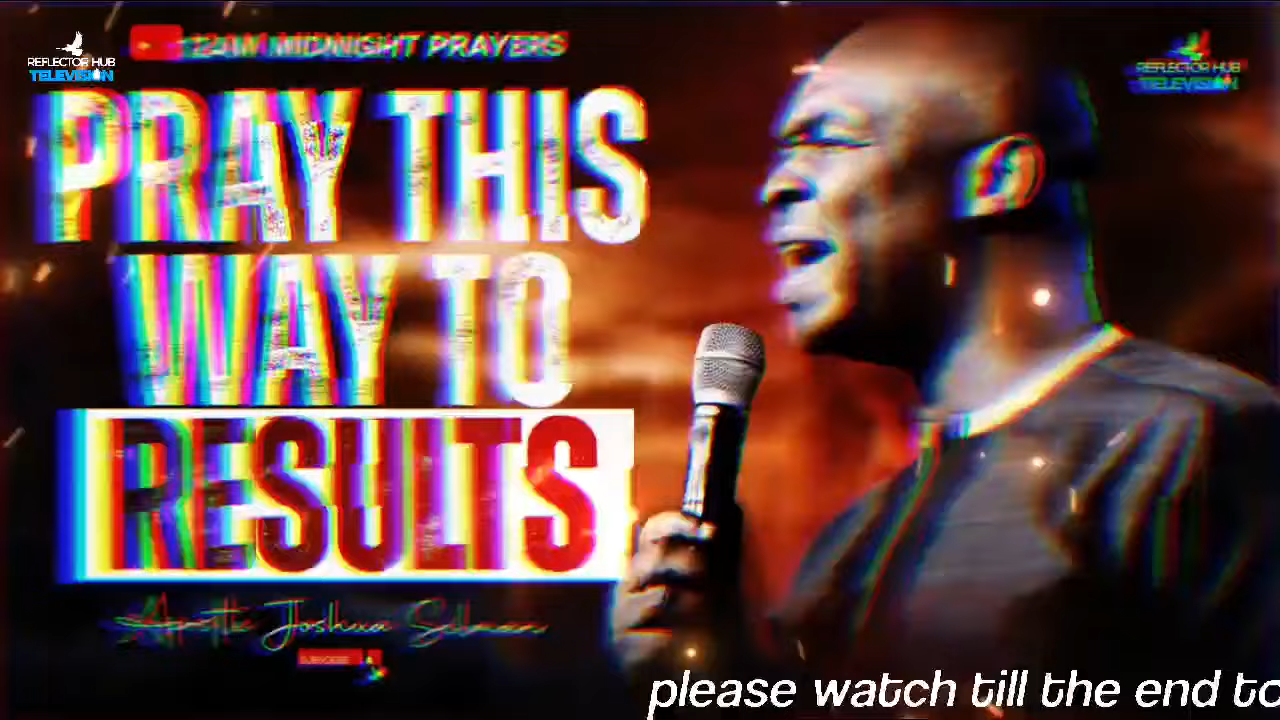 REFLECTOR HUB
TELEVISION
12AM MIDNIGHT PRAYERS
REFLECTOR HUB
TELEVISION
PRAY THIS
WAY TO
RESULTS
Apostle Joshua Selman
SUBSCRIBE
please watch till the end to